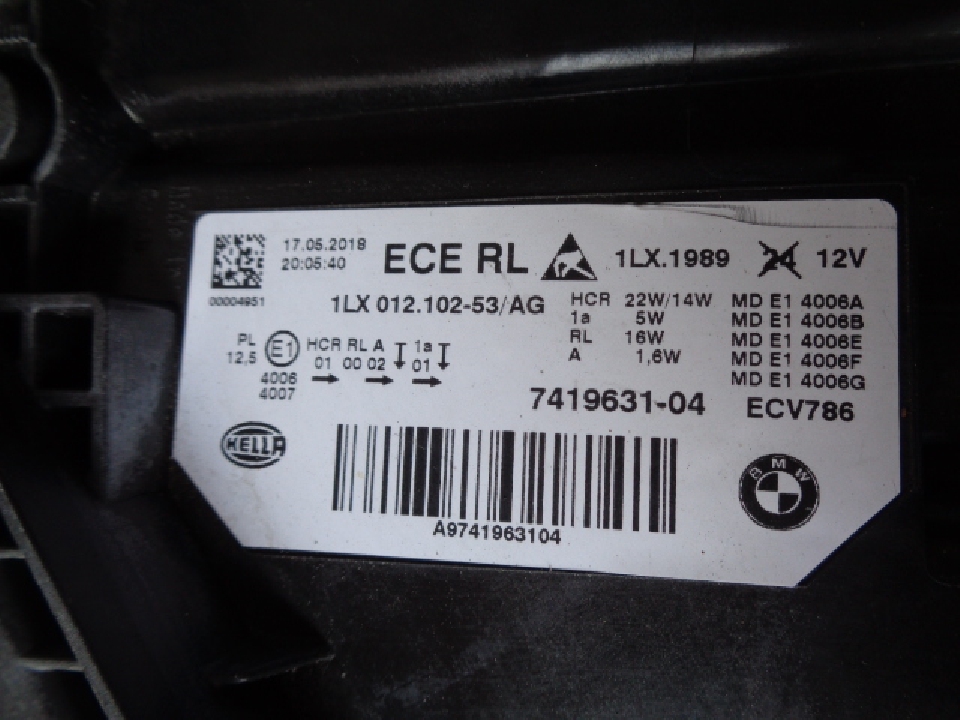 17.05.2018
20:05:40
00004951
ECE RL
1LX.1989
24 12V
1LX 012.102-53/AG
HCR 22W/14W
1a 5W
RL 16W
A 1,6W
MD E1 4006A
MD E1 4006B
MD E1 4006E
MD E1 4006F
MD E1 4006G
PL
12,5
E1
HCR RL A 1a
01 00 02 01
4006
4007
7419631-04
ECV786
HELLA
A9741963104
BMW